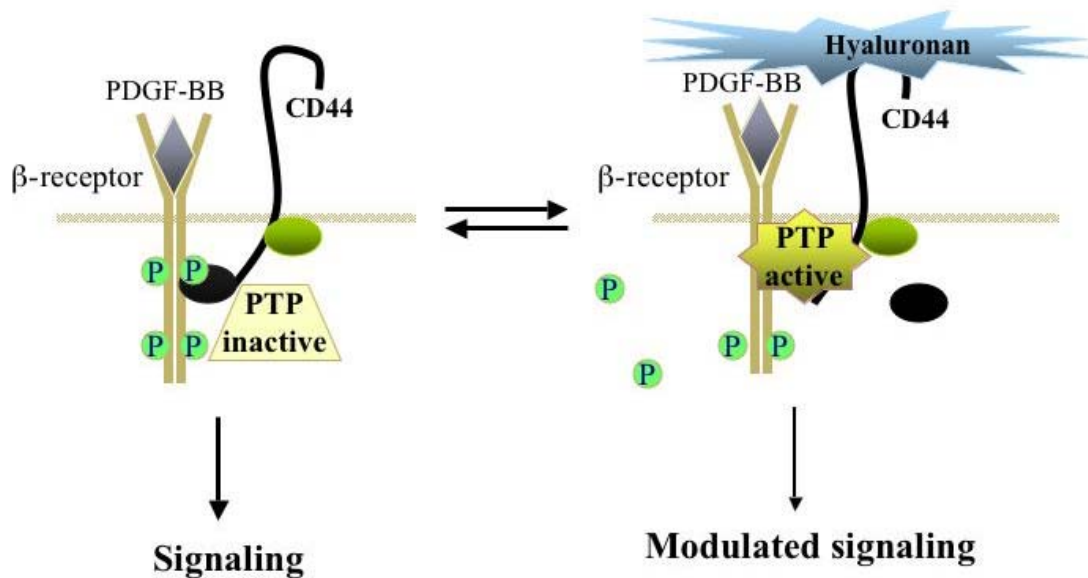 PDGF-BB
CD44
β-receptor
P
P
PTP
inactive
P
P
Signaling
Hyaluronan
PDGF-BB
CD44
β-receptor
PTP
active
P
P
P
P
Modulated signaling